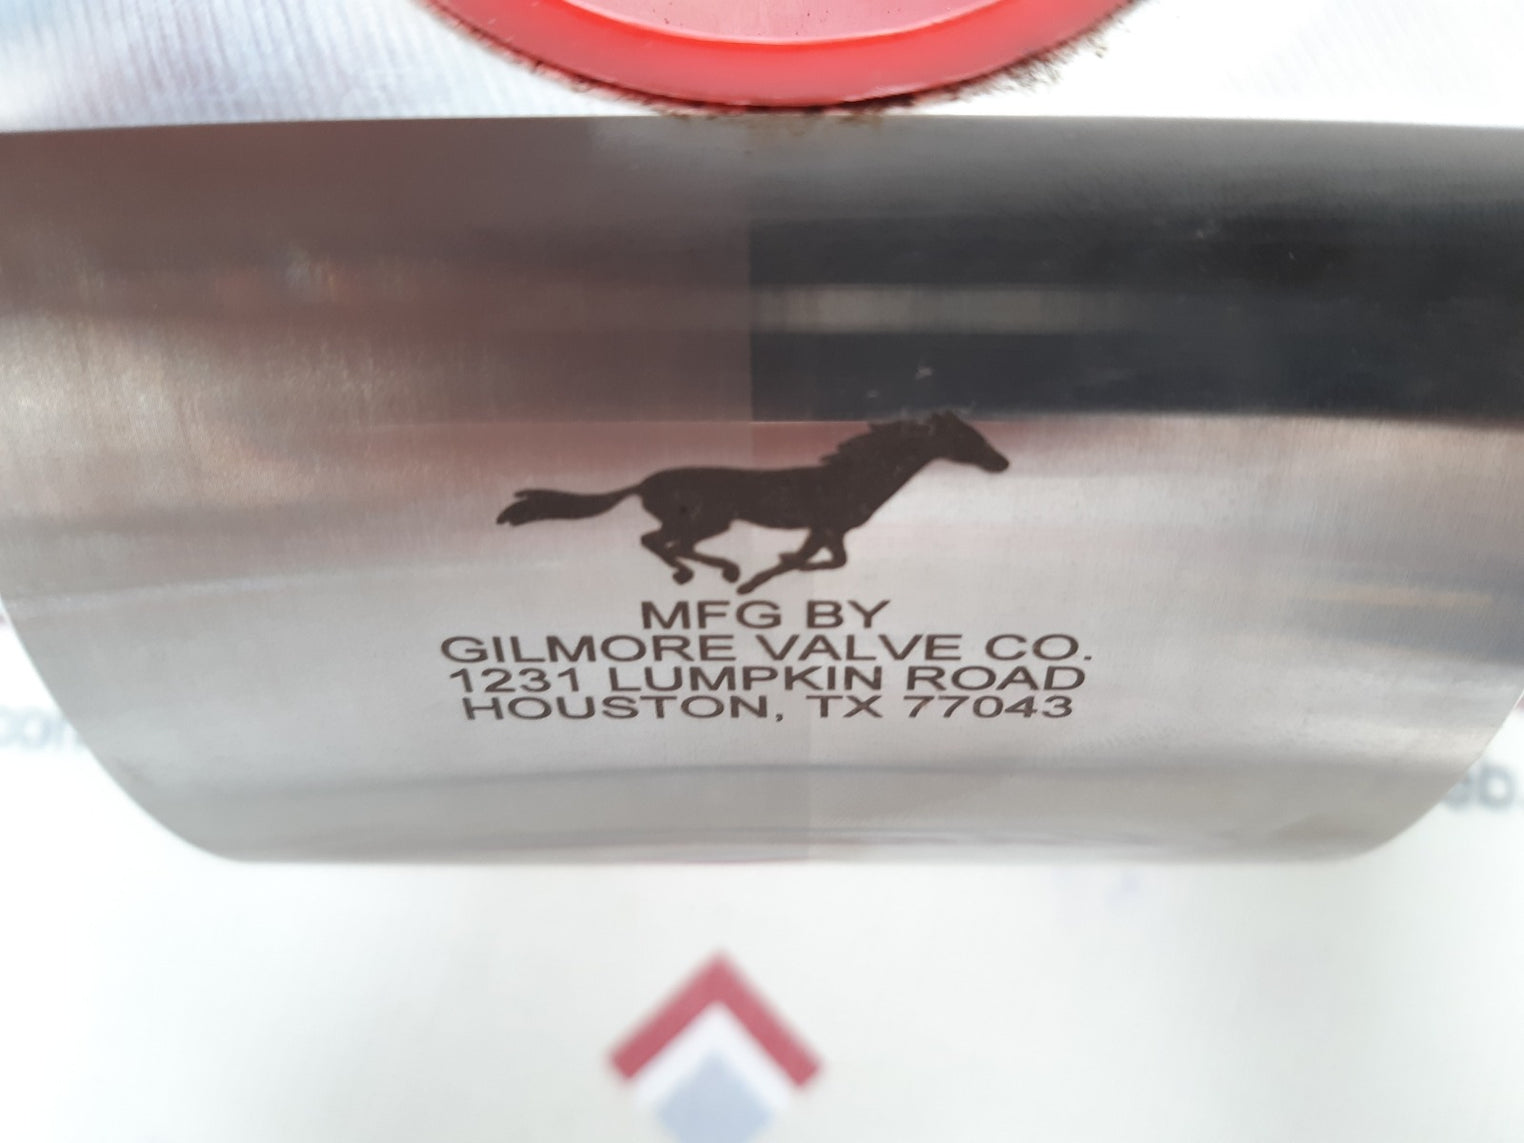 MFG BY
GILMORE VALVE CO.
1231 LUMPKIN ROAD
HOUSTON, TX 77043